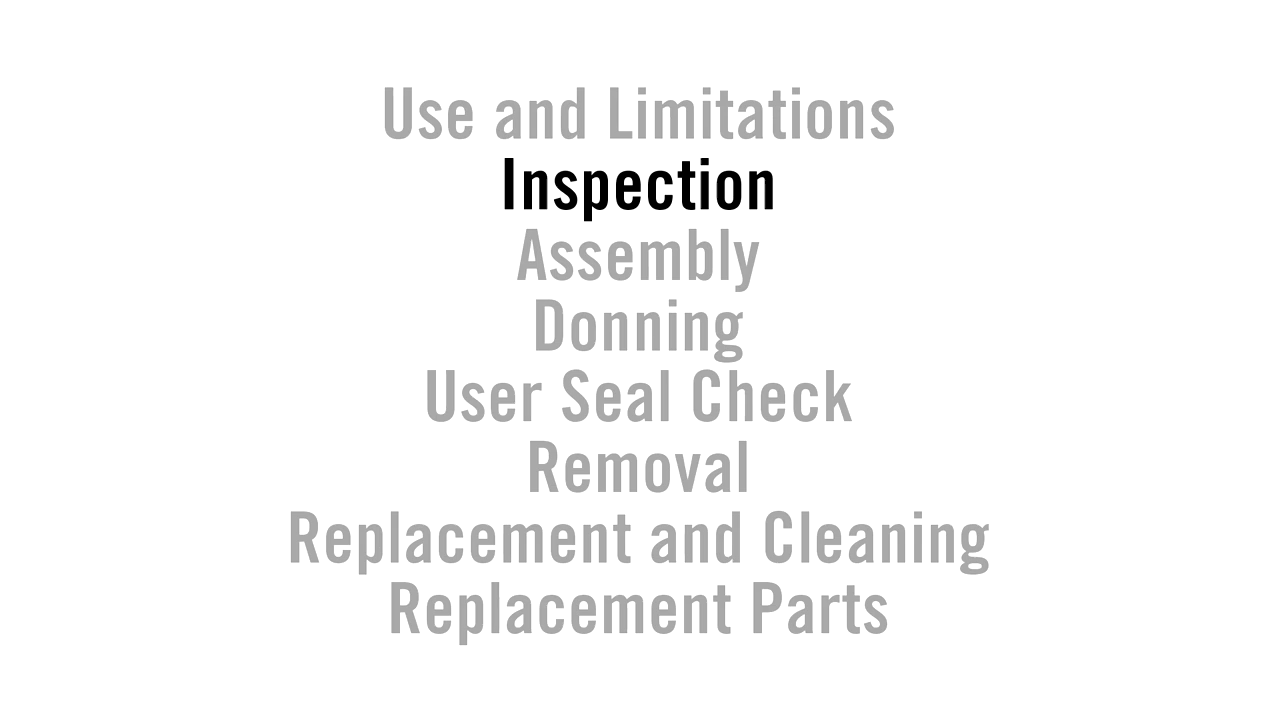 Use and Limitations
Inspection
Assembly
Donning
User Seal Check
Removal
Replacement and Cleaning
Replacement Parts